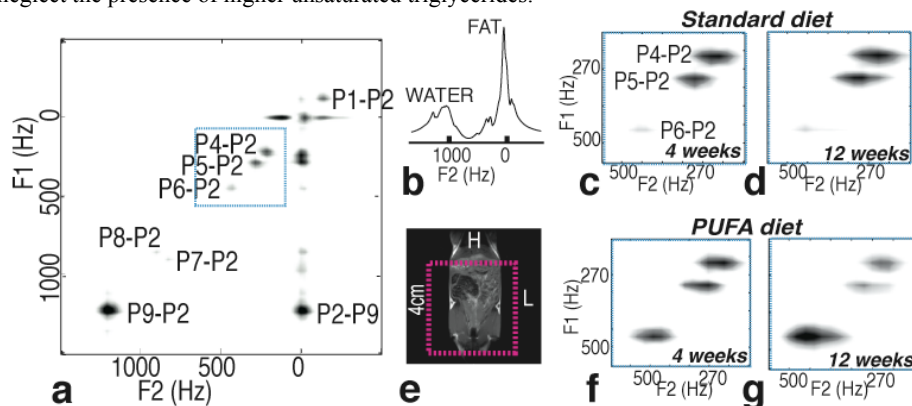 neglect the presence of higher unsaturated triglycerides.
0
500
1000
F1 (Hz)
P1-P2
P4-P2
P5-P2
P6-P2
P8-P2
P7-P2
P9-P2
P2-P9
1000
500
0
F2 (Hz)
a
FAT
WATER
1000
0
F2 (Hz)
b
H
4cm
L
e
Standard diet
270
500
F1 (Hz)
P4-P2
P5-P2
P6-P2
4 weeks
500
270
F2 (Hz)
c
12 weeks
500
270
F2 (Hz)
d
PUFA diet
270
500
F1 (Hz)
4 weeks
500
270
F2 (Hz)
f
12 weeks
500
270
F2 (Hz)
g